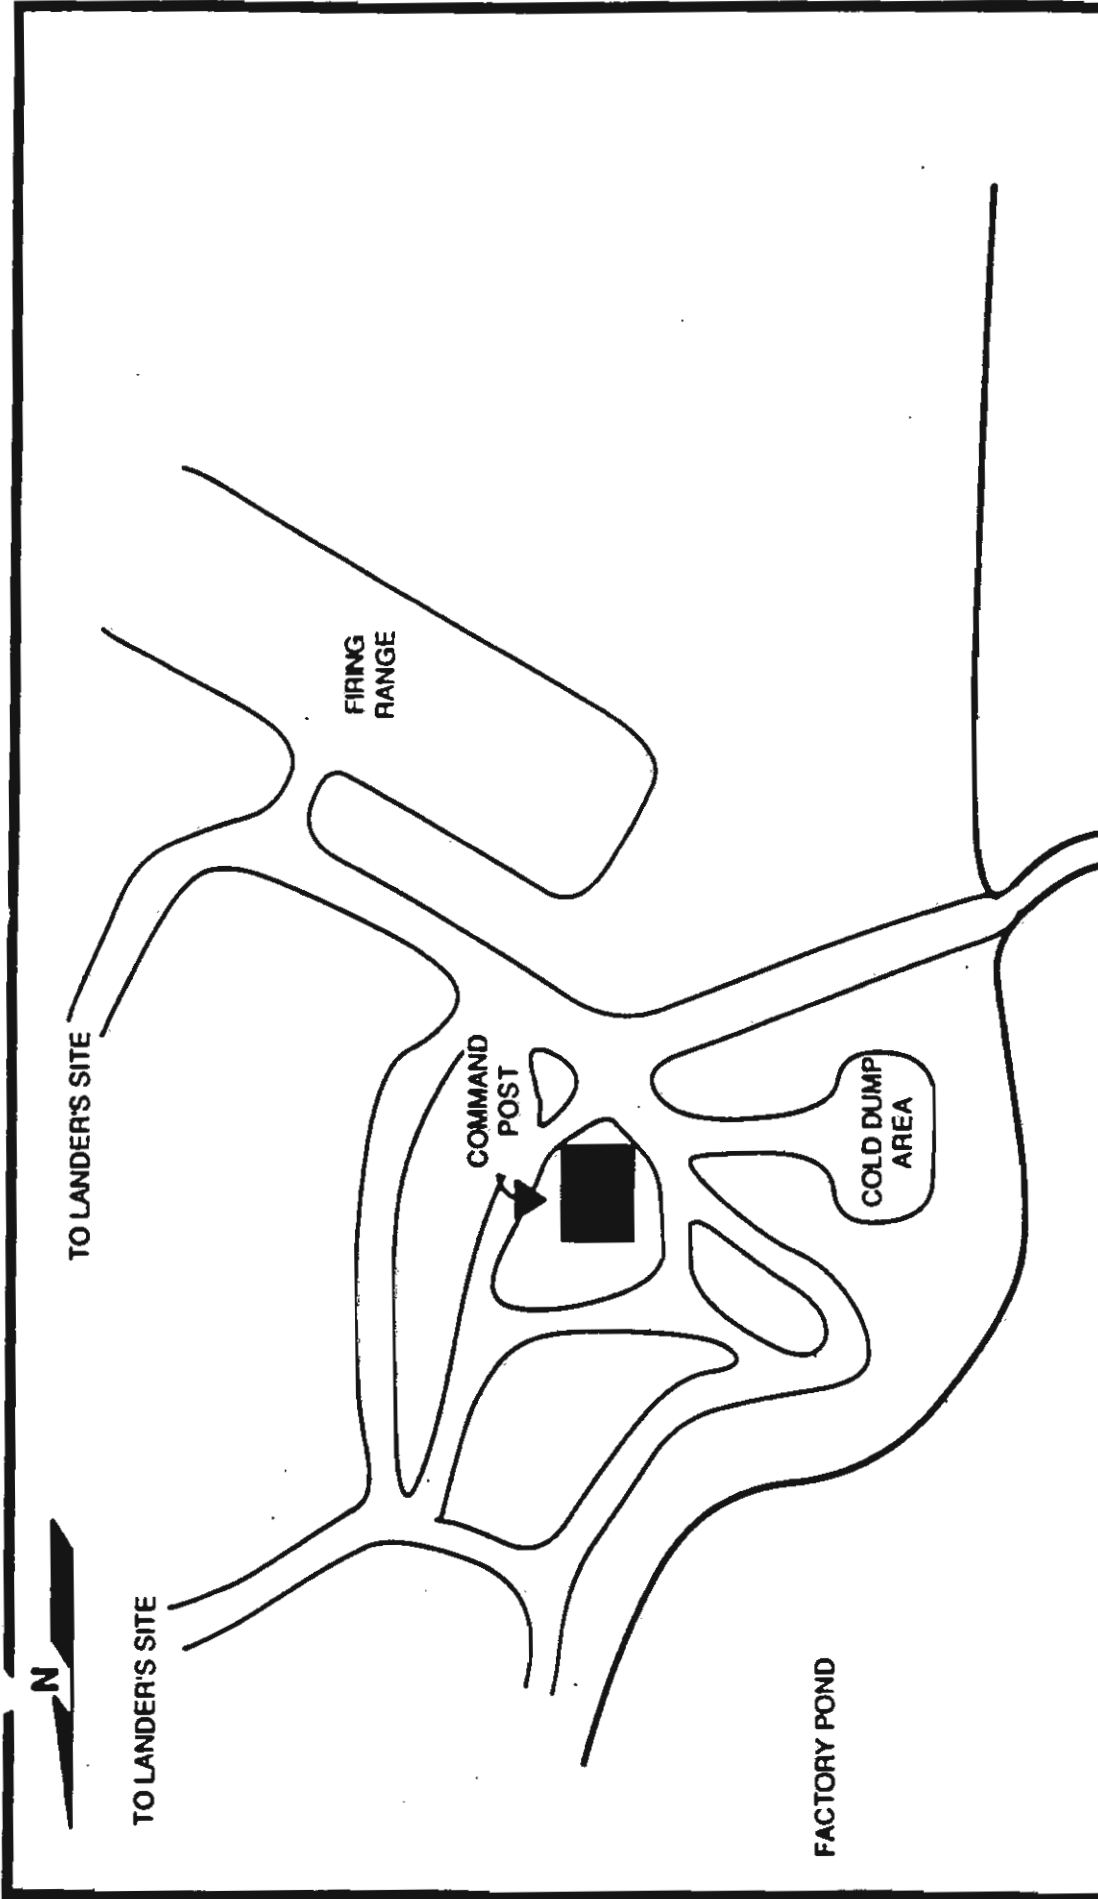 N
TO LANDER'S SITE
TO LANDER'S SITE
FIRING
RANGE
COMMAND
POST
COLD DUMP
AREA
FACTORY POND